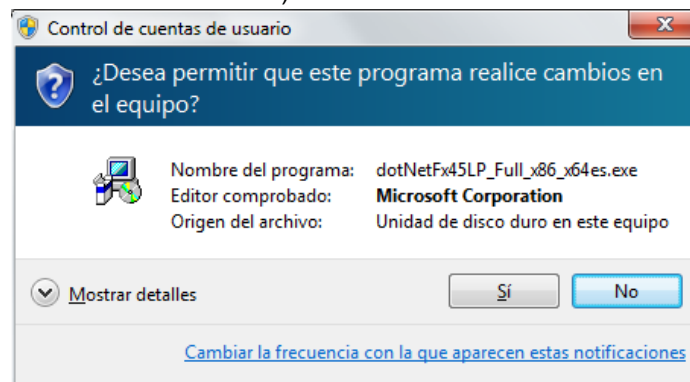 Control de cuentas de usuario
¿Desea permitir que este programa realice cambios en
el equipo?
Nombre del programa: dotNetFx45LP_Full_x86_x64es.exe
Editor comprobado: Microsoft Corporation
Origen del archivo: Unidad de disco duro en este equipo
Mostrar detalles Sí No
Cambiar la frecuencia con la que aparecen estas notificaciones